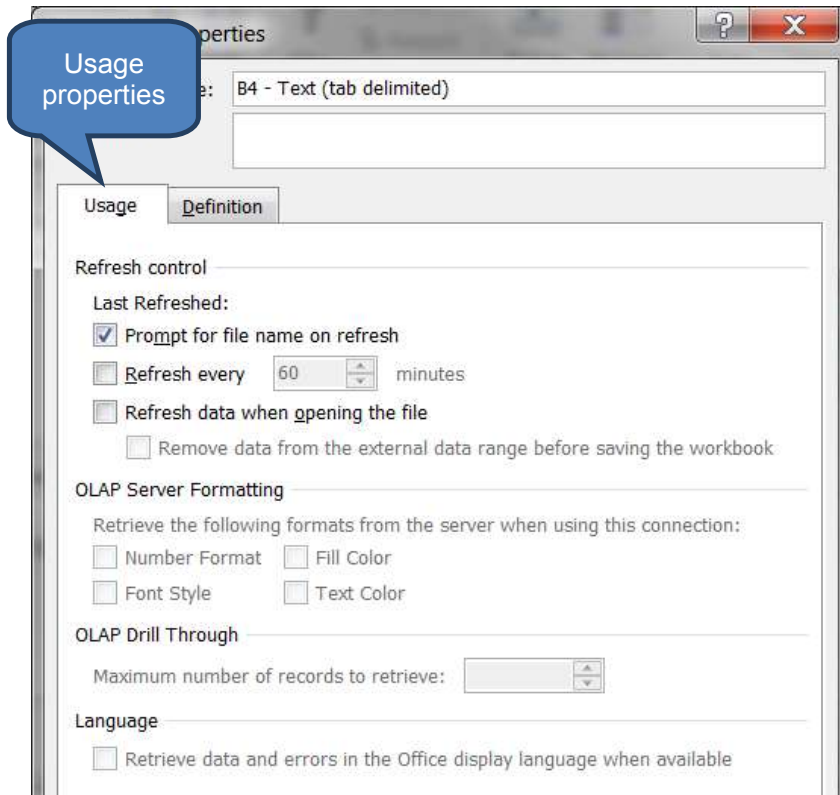 perties
Usage
properties
e:
B4 - Text (tab delimited)
Usage
Definition
Refresh control
Last Refreshed:
Prompt for file name on refresh
Refresh every 60 minutes
Refresh data when opening the file
Remove data from the external data range before saving the workbook
OLAP Server Formatting
Retrieve the following formats from the server when using this connection:
Number Format Fill Color
Font Style Text Color
OLAP Drill Through
Maximum number of records to retrieve:
Language
Retrieve data and errors in the Office display language when available